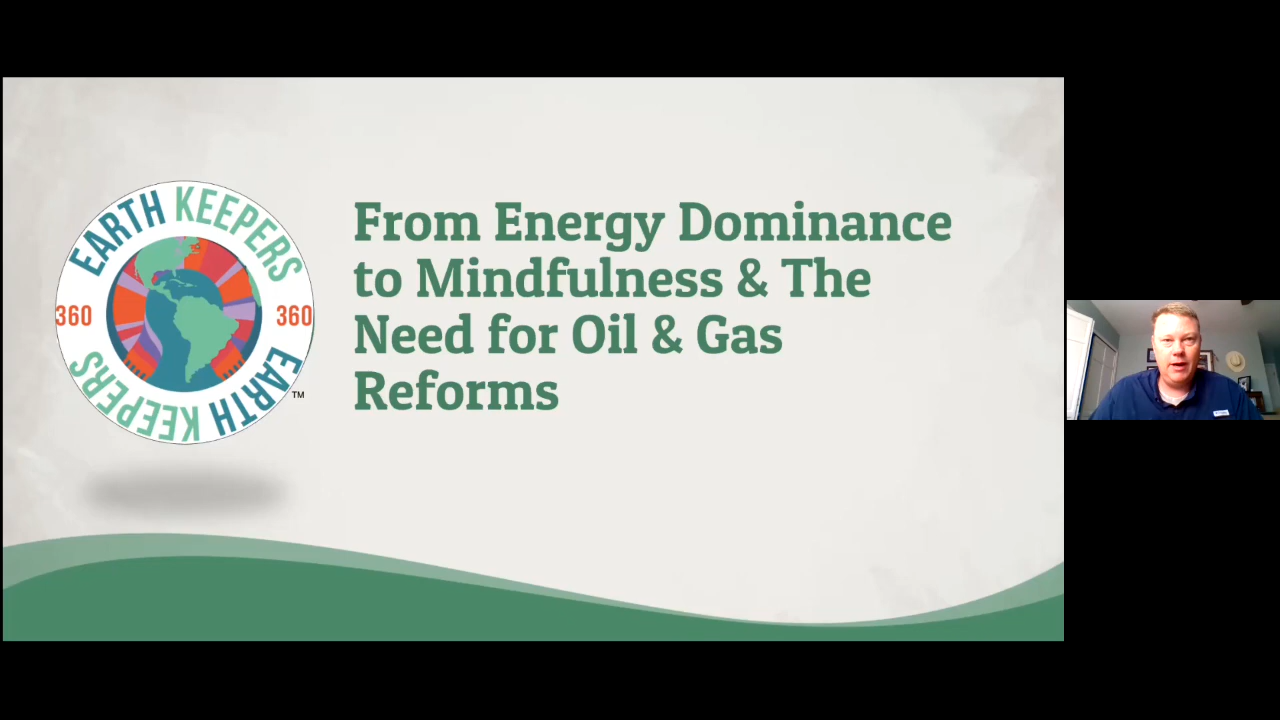 EARTH KEEPERS
360 360
EARTH KEEPERS
TM
From Energy Dominance
to Mindfulness & The
Need for Oil & Gas
Reforms